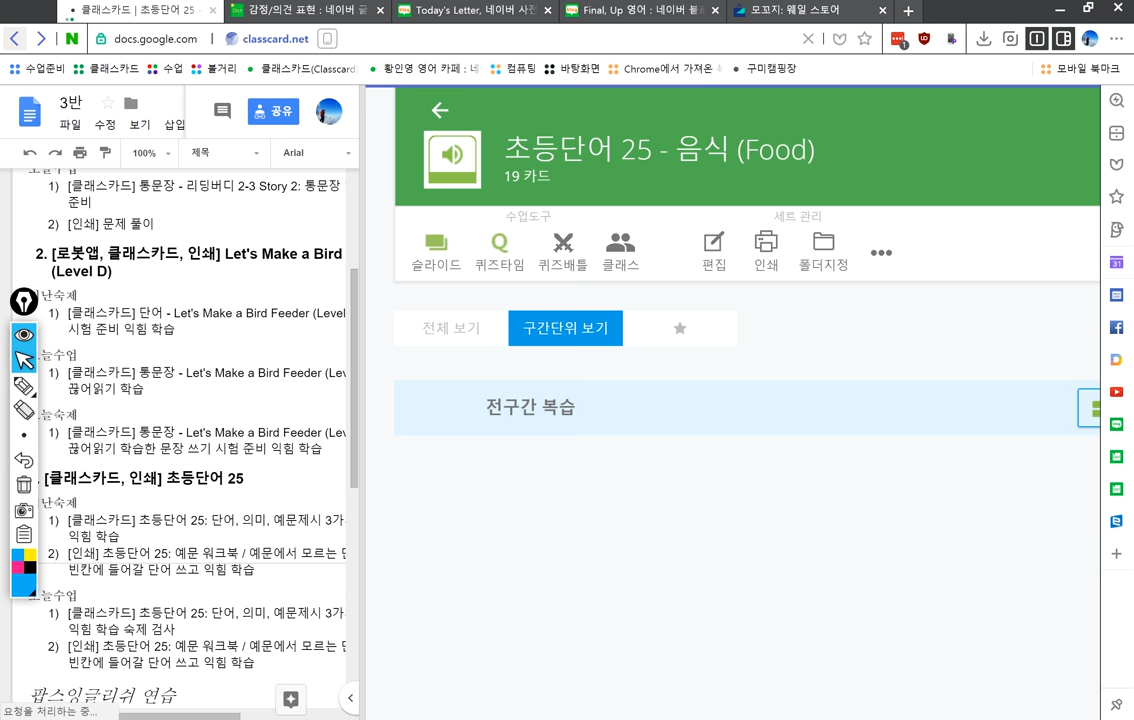 클래스카드 | 초등단어 25 -
감정/의견 표현 : 네이버 글
Today's Letter, 네이버 사전
Final, Up 영어 : 네이버 블로
모꼬지: 웨일 스토어
docs.google.com
classcard.net
수업준비
클래스카드
수업
볼거리
클래스카드(Classcard
황인영 영어 카페 : 네
컴퓨팅
바탕화면
Chrome에서 가져온
구미캠핑장
모바일 북마크
3반
파일 수정 보기 삽입
공유
100%
제목
Arial
1) [클래스카드] 통문장 - 리딩버디 2-3 Story 2: 통문장
준비
2) [인쇄] 문제 풀이
2. [로봇앱, 클래스카드, 인쇄] Let's Make a Bird
(Level D)
난숙제
1) [클래스카드] 단어 - Let's Make a Bird Feeder (Level
시험 준비 익힘 학습
늘수업
1) [클래스카드] 통문장 - Let's Make a Bird Feeder (Lev
끊어읽기 학습
늘숙제
1) [클래스카드] 통문장 - Let's Make a Bird Feeder (Lev
끊어읽기 학습한 문장 쓰기 시험 준비 익힘 학습
. [클래스카드, 인쇄] 초등단어 25
난숙제
1) [클래스카드] 초등단어 25: 단어, 의미, 예문제시 3가
익힘 학습
2) [인쇄] 초등단어 25: 예문 워크북 / 예문에서 모르는 단
빈칸에 들어갈 단어 쓰고 익힘 학습
늘수업
1) [클래스카드] 초등단어 25: 단어, 의미, 예문제시 3가
익힘 학습 숙제 검사
2) [인쇄] 초등단어 25: 예문 워크북 / 예문에서 모르는 단
빈칸에 들어갈 단어 쓰고 익힘 학습
팝스잉글리쉬 연습
요청을 처리하는 중...
초등단어 25 - 음식 (Food)
19 카드
수업도구
세트 관리
슬라이드 퀴즈타임 퀴즈배틀 클래스
편집 인쇄 폴더지정
전체 보기
구간단위 보기
전구간 복습